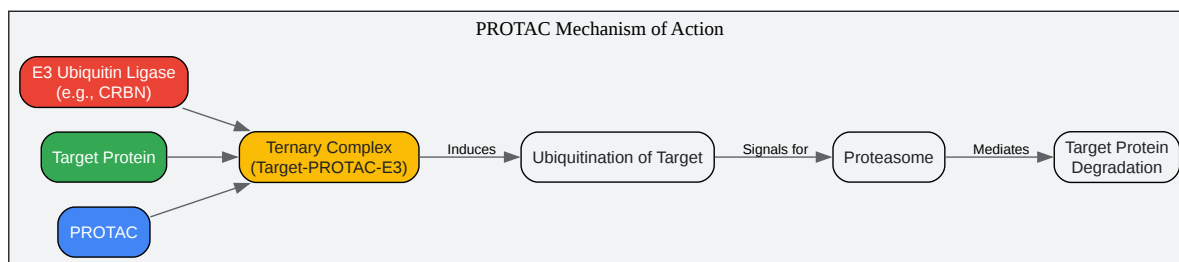 PROTAC Mechanism of Action
E3 Ubiquitin Ligase
(e.g., CRBN)
Target Protein
PROTAC
Ternary Complex
(Target-PROTAC-E3)
Induces
Ubiquitination of Target
Signals for
Proteasome
Mediates
Target Protein
Degradation